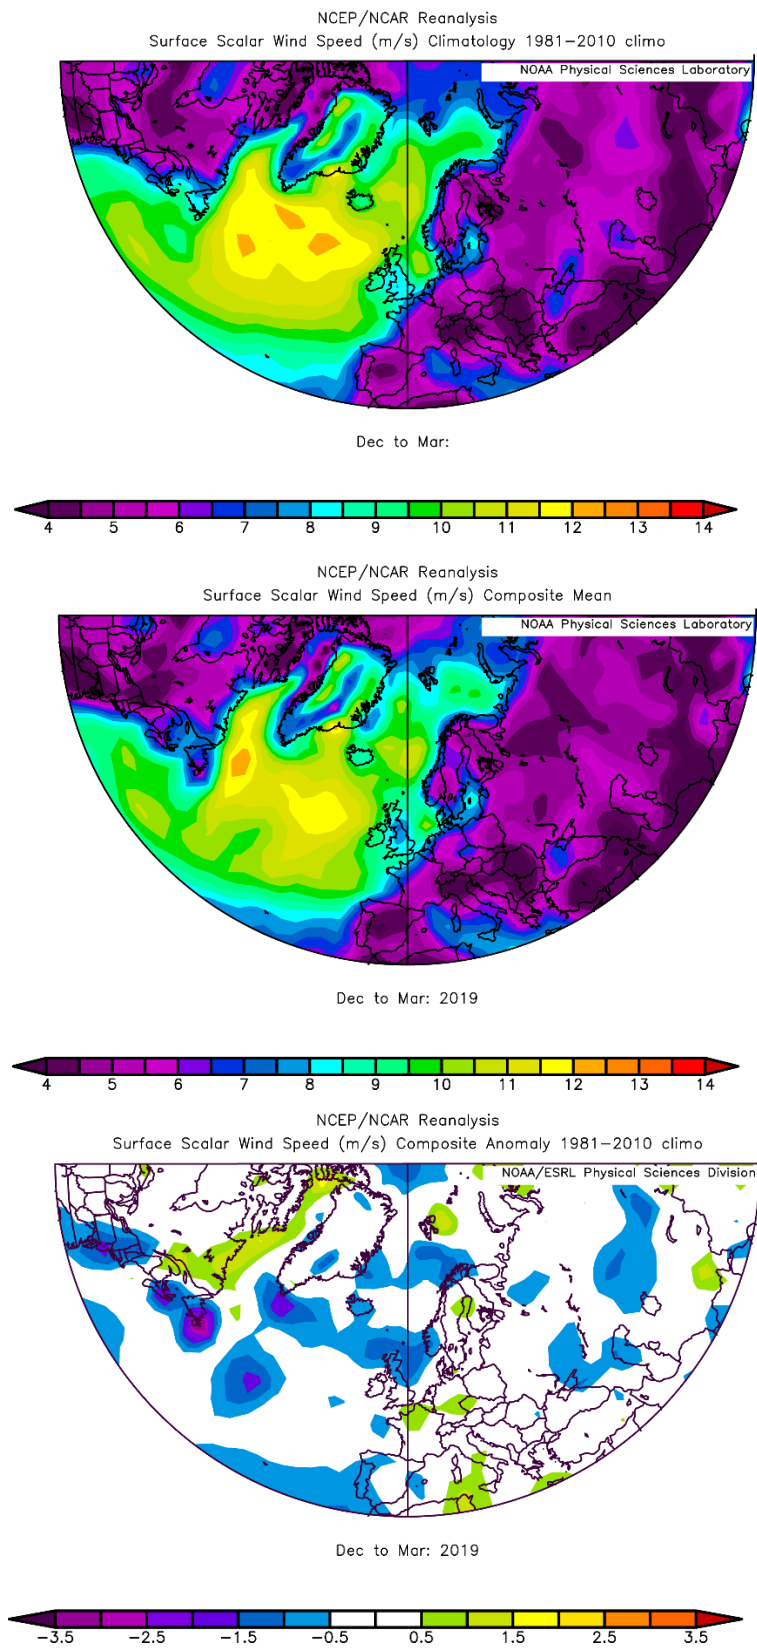 NCEP/NCAR Reanalysis
Surface Scalar Wind Speed (m/s) Climatology 1981−2010 climo
NOAA Physical Sciences Laboratory
Dec to Mar:
4 5 6 7 8 9 10 11 12 13 14
NCEP/NCAR Reanalysis
Surface Scalar Wind Speed (m/s) Composite Mean
NOAA Physical Sciences Laboratory
Dec to Mar: 2019
4 5 6 7 8 9 10 11 12 13 14
NCEP/NCAR Reanalysis
Surface Scalar Wind Speed (m/s) Composite Anomaly 1981−2010 climo
NOAA/ESRL Physical Sciences Division
Dec to Mar: 2019
−3.5 −2.5 −1.5 −0.5 0.5 1.5 2.5 3.5